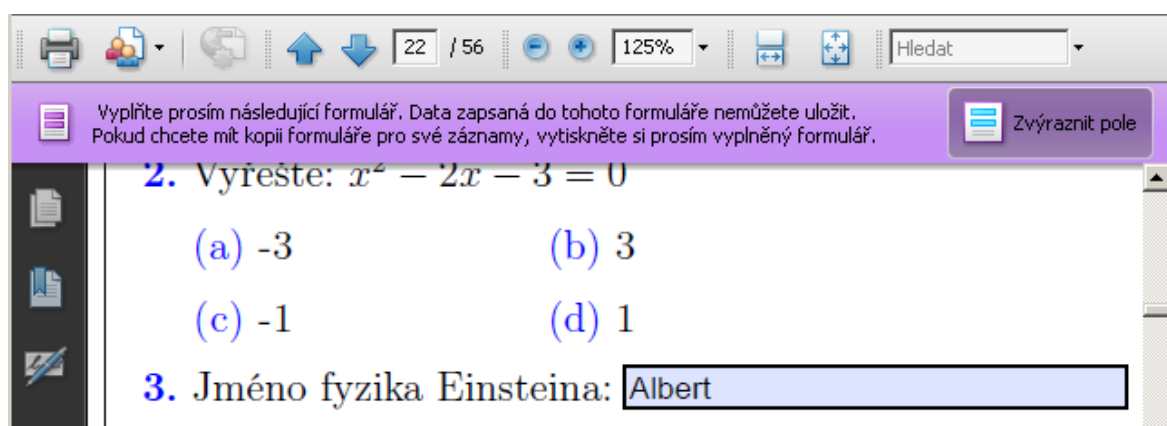 22 / 56 125% Hledat
Vyplňte prosím následující formulář. Data zapsaná do tohoto formuláře nemůžete uložit.
Pokud chcete mít kopii formuláře pro své záznamy, vytiskněte si prosím vyplněný formulář.
Zvýraznit pole
2. Vyřešte: x² − 2x − 3 = 0
(a) -3 (b) 3
(c) -1 (d) 1
3. Jméno fyzika Einsteina: Albert